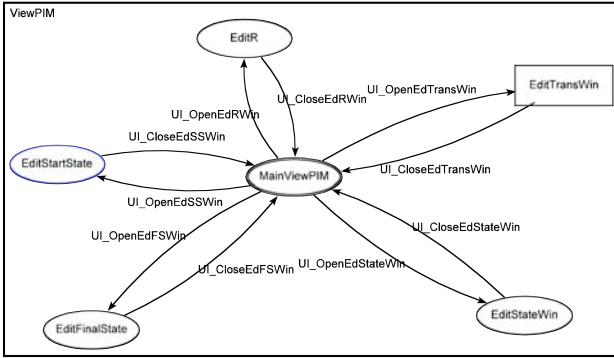 ViewPIM
EditR
UI_OpenEdTransWin
EditTransWin
UI_CloseEdRWin
UI_OpenEdRWin
UI_CloseEdSSWin
EditStartState
UI_CloseEdTransWin
MainViewPIM
UI_OpenEdSSWin
UI_CloseEdStateWin
UI_OpenEdFSWin
UI_OpenEdStateWin
UI_CloseEdFSWin
EditStateWin
EditFinalState